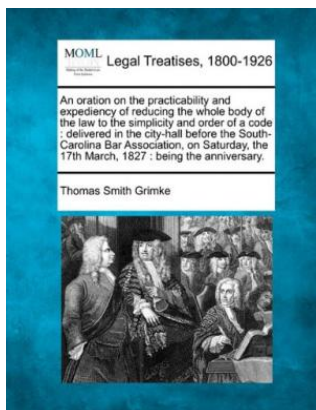 MOML Legal Treatises, 1800-1926
An oration on the practicability and
expediency of reducing the whole body of
the law to the simplicity and order of a code
: delivered in the city-hall before the South-
Carolina Bar Association, on Saturday, the
17th March, 1827 : being the anniversary.
Thomas Smith Grimke